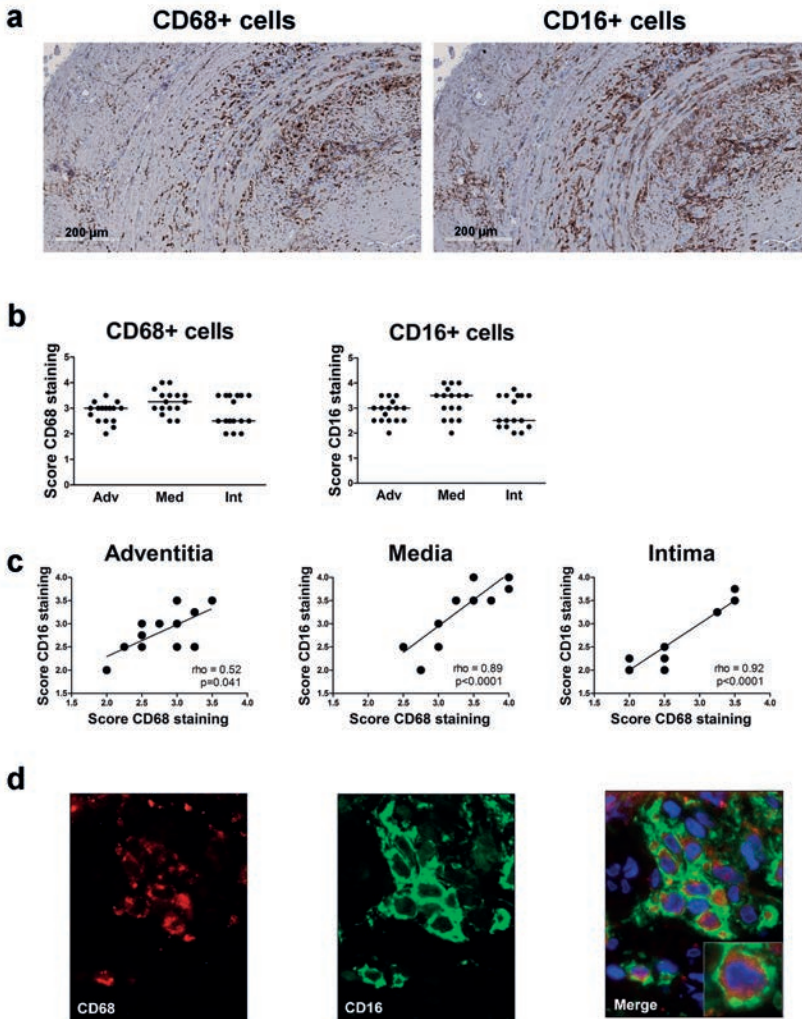 a
CD68+ cells
CD16+ cells
200 µm
200 µm
b
CD68+ cells
CD16+ cells
Score CD68 staining
5
4
3
2
1
0
Adv Med Int
Score CD16 staining
5
4
3
2
1
0
Adv Med Int
c
Adventitia
Media
Intima
Score CD16 staining
4.0
3.5
3.0
2.5
2.0
1.5
rho = 0.52
p=0.041
1.5 2.0 2.5 3.0 3.5 4.0
Score CD68 staining
Score CD16 staining
4.0
3.5
3.0
2.5
2.0
1.5
rho = 0.89
p<0.0001
1.5 2.0 2.5 3.0 3.5 4.0
Score CD68 staining
Score CD16 staining
4.0
3.5
3.0
2.5
2.0
1.5
rho = 0.92
p<0.0001
1.5 2.0 2.5 3.0 3.5 4.0
Score CD68 staining
d
CD68
CD16
Merge